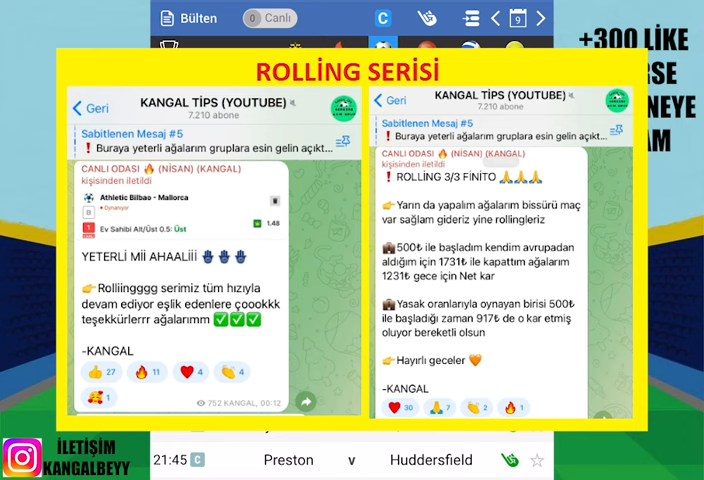 Bülten
0 Canlı
C
9
+300 LİKE
ROLLİNG SERİSİ
Geri
KANGAL TİPS (YOUTUBE)
7.210 abone
Sabitlenen Mesaj #5
❗ Buraya yeterli ağalarım gruplara esin gelin açıkt...
CANLI ODASI 🔥 (NİSAN) (KANGAL)
kişisinden iletildi
Athletic Bilbao - Mallorca
Oynanıyor
B
1
Ev Sahibi Alt/Üst 0.5: Üst
1.48
YETERLİ Mİİ AHAALİİİ 🪬🪬🪬
👉Rolliingggg serimiz tüm hızıyla
devam ediyor eşlik edenlere çoookkk
teşekkürlerrr ağalarımm ✅✅✅
-KANGAL
👍 27 🔥 11 ❤️ 4 👏 4
🥰 1
752 KANGAL, 00:12
Geri
KANGAL TİPS (YOUTUBE)
7.210 abone
Sabitlenen Mesaj #5
❗ Buraya yeterli ağalarım gruplara esin gelin açıkt...
CANLI ODASI 🔥 (NİSAN) (KANGAL)
kişisinden iletildi
❗ ROLLİNG 3/3 FİNİTO 🙏🙏🙏
👉Yarın da yapalım ağalarım bissürü maç
var sağlam gideriz yine rollingleriz
💼500₺ ile başladım kendim avrupadan
aldığım için 1731₺ ile kapattım ağalarım
1231₺ gece için Net kar
💼Yasak oranlarıyla oynayan birisi 500₺
ile başladığı zaman 917₺ de o kar etmiş
oluyor bereketli olsun
👉Hayırlı geceler 🧡
-KANGAL
❤️ 30 🙏 7 👏 2 🔥 1
İLETİŞİM
KANGALBEYY
21:45 C Preston v Huddersfield